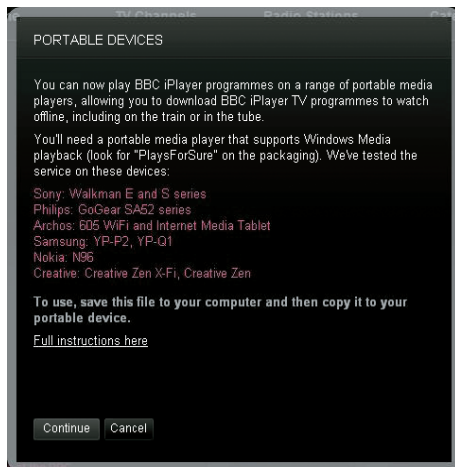 TV Channels Radio Stations
PORTABLE DEVICES
You can now play BBC iPlayer programmes on a range of portable media
players, allowing you to download BBC iPlayer TV programmes to watch
offline, including on the train or in the tube.
You'll need a portable media player that supports Windows Media
playback (look for "PlaysForSure" on the packaging). We've tested the
service on these devices:
Sony: Walkman E and S series
Philips: GoGear SA52 series
Archos: 605 WiFi and Internet Media Tablet
Samsung: YP-P2, YP-Q1
Nokia: N96
Creative: Creative Zen X-Fi, Creative Zen
To use, save this file to your computer and then copy it to your
portable device.
Full instructions here
Continue Cancel